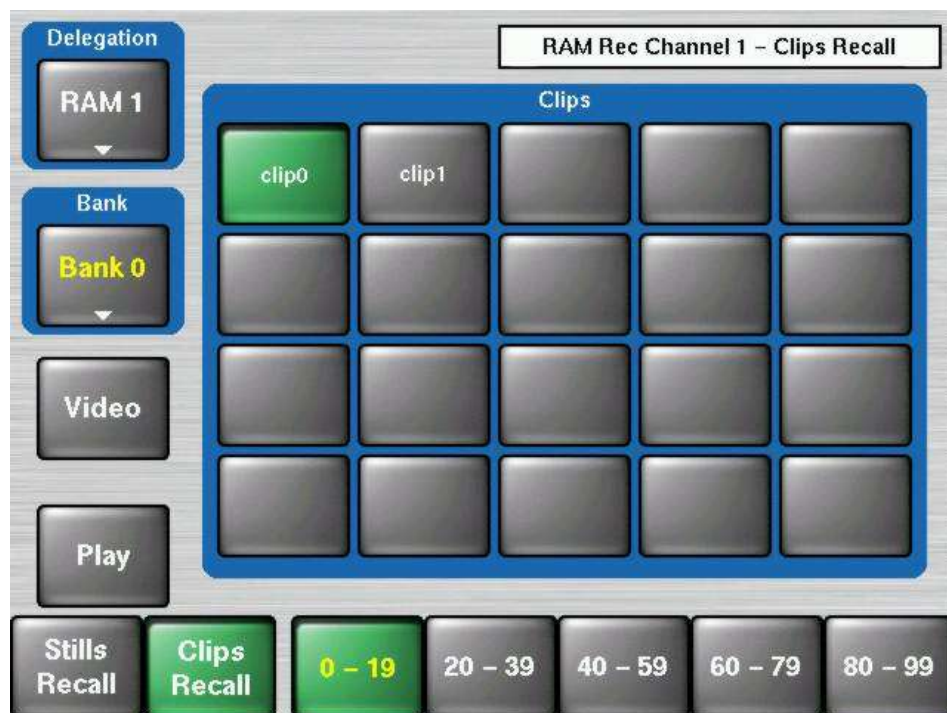 Delegation
RAM 1
RAM Rec Channel 1 – Clips Recall
Clips
clip0
clip1
Bank
Bank 0
Video
Play
Stills
Recall
Clips
Recall
0 – 19
20 – 39
40 – 59
60 – 79
80 – 99